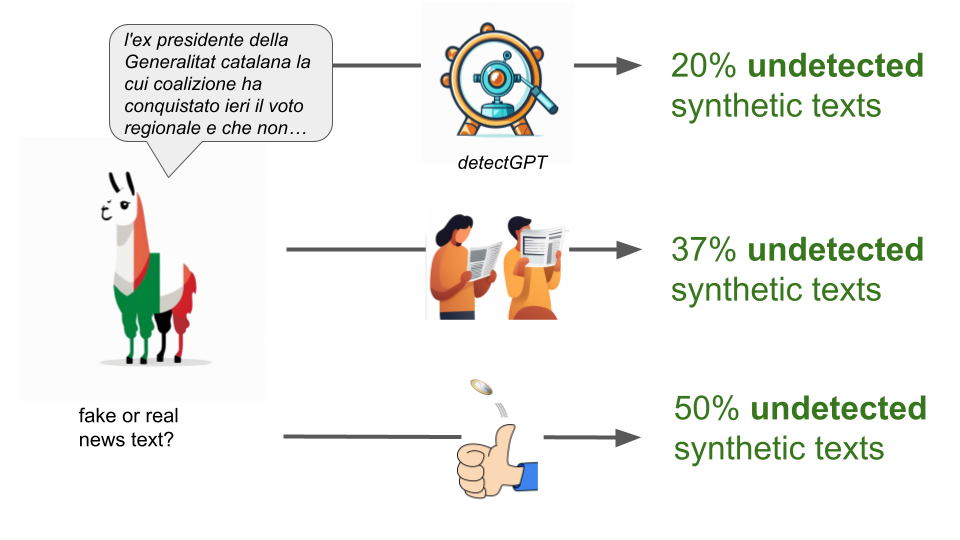 l'ex presidente della
Generalitat catalana la
cui coalizione ha
conquistato ieri il voto
regionale e che non…
detectGPT
20% undetected
synthetic texts
37% undetected
synthetic texts
fake or real
news text?
50% undetected
synthetic texts